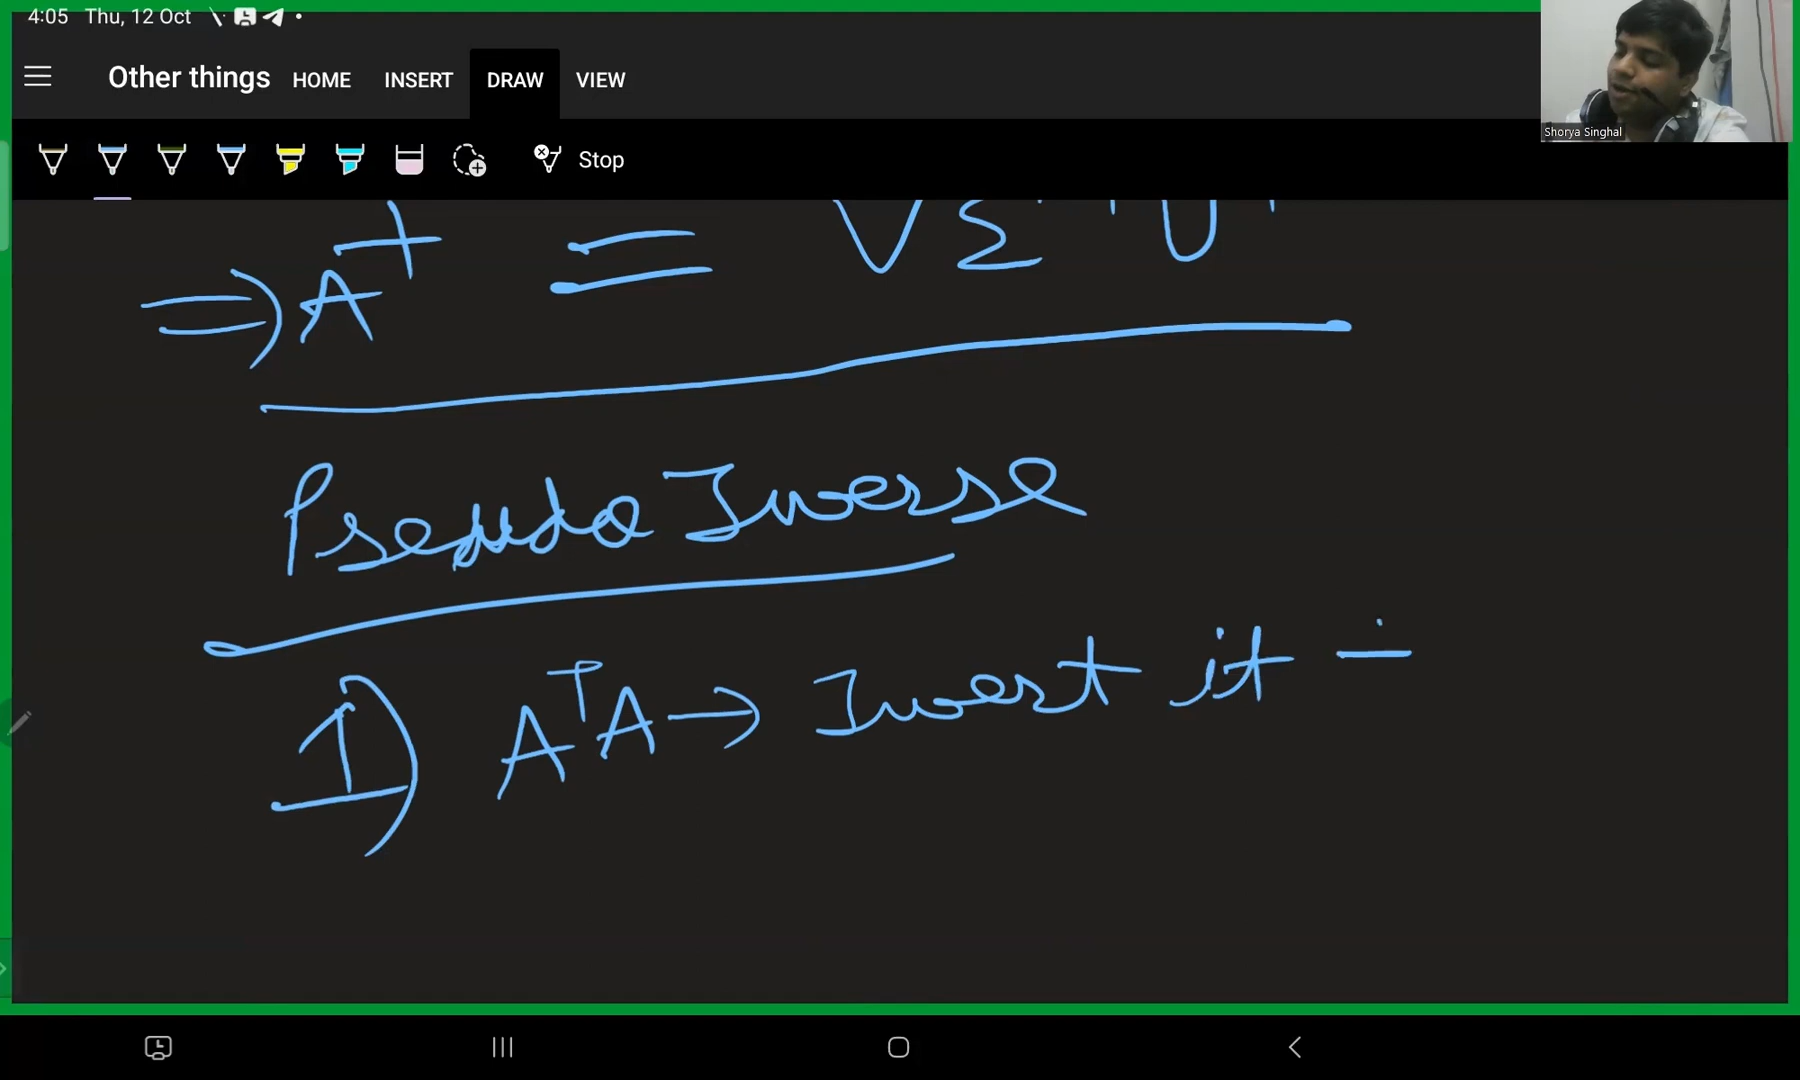 4:05 Thu, 12 Oct
Other things HOME INSERT DRAW VIEW
Shorya Singhal
Stop
⇒ A⁺ = V Σ⁺ Uᵀ
Pseudo Inverse
1) AᵀA → Invert it ÷